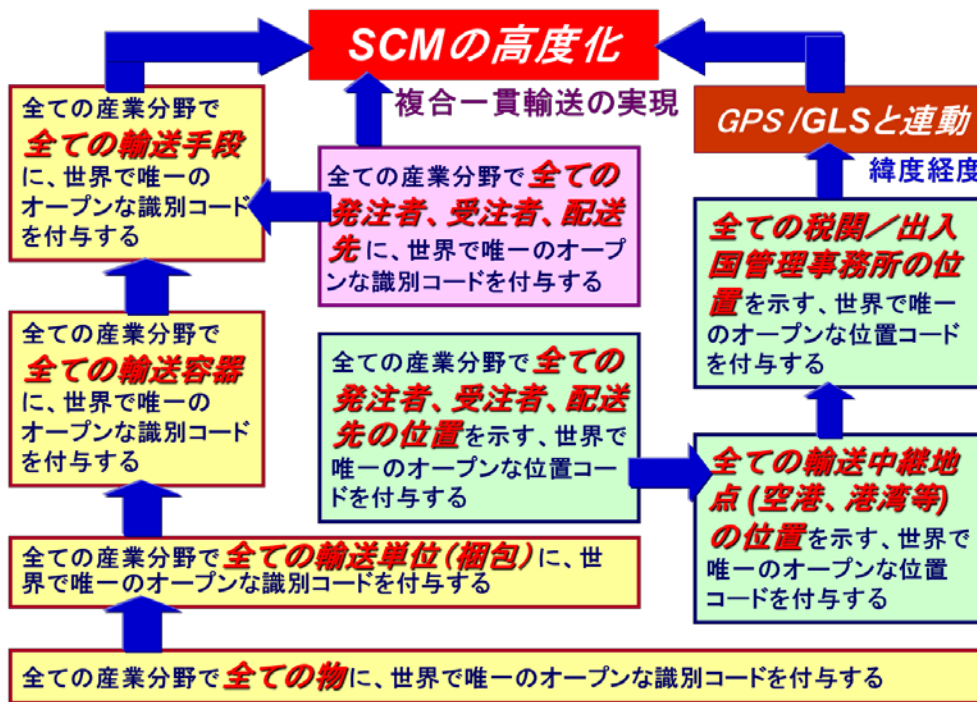 SCMの高度化
複合一貫輸送の実現
全ての産業分野で
全ての輸送手段
に、世界で唯一の
オープンな識別コード
を付与する
全ての産業分野で全ての
発注者、受注者、配送
先に、世界で唯一のオープ
ンな識別コードを付与する
GPS/GLSと連動
緯度経度
全ての税関／出入
国管理事務所の位
置を示す、世界で唯一
のオープンな位置コード
を付与する
全ての産業分野で
全ての輸送容器
に、世界で唯一の
オープンな識別コード
を付与する
全ての産業分野で全ての
発注者、受注者、配送
先の位置を示す、世界で
唯一のオープンな位置コー
ドを付与する
全ての輸送中継地
点(空港、港湾等)
の位置を示す、世界で
唯一のオープンな位置
コードを付与する
全ての産業分野で全ての輸送単位(梱包)に、世
界で唯一のオープンな識別コードを付与する
全ての産業分野で全ての物に、世界で唯一のオープンな識別コードを付与する